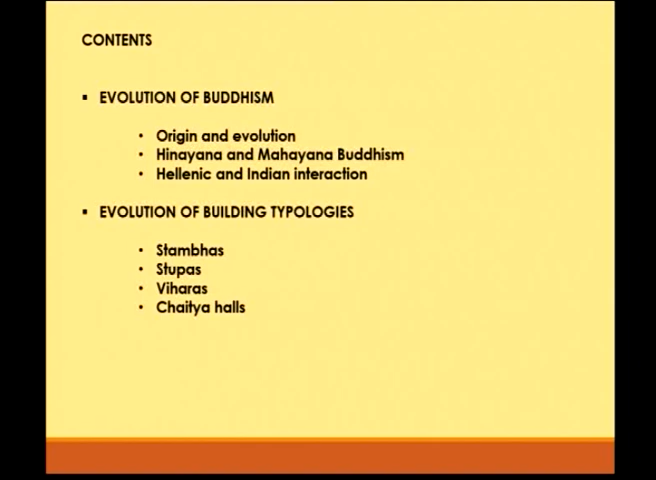 CONTENTS
▪ EVOLUTION OF BUDDHISM
• Origin and evolution
• Hinayana and Mahayana Buddhism
• Hellenic and Indian interaction
▪ EVOLUTION OF BUILDING TYPOLOGIES
• Stambhas
• Stupas
• Viharas
• Chaitya halls